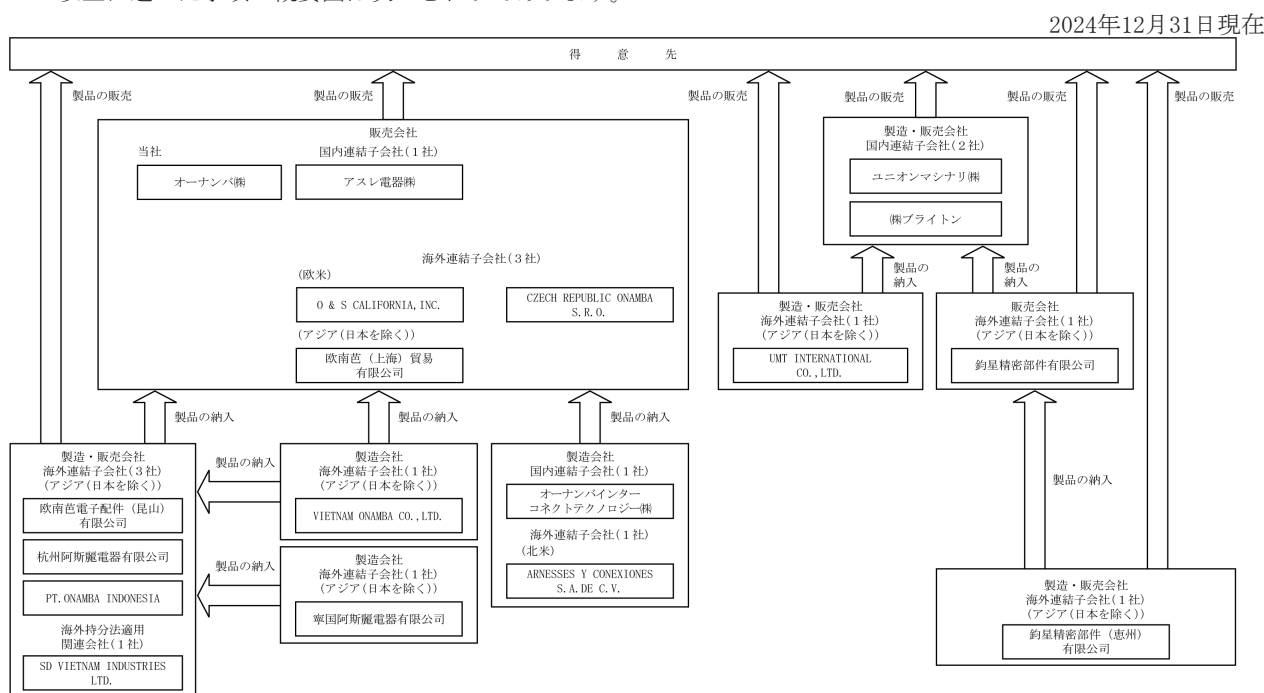 2024年12月31日現在
得 意 先
製品の販売
製品の販売
製品の販売
製品の販売
製品の販売
製品の販売
販売会社
当社
国内連結子会社(1社)
オーナンバ㈱
アスレ電器㈱
海外連結子会社(3社)
(欧米)
O & S CALIFORNIA,INC.
CZECH REPUBLIC ONAMBA
S.R.O.
(アジア(日本を除く))
欧南芭（上海）貿易
有限公司
製造・販売会社
国内連結子会社(2社)
ユニオンマシナリ㈱
㈱ブライトン
製品の
納入
製品の
納入
製造・販売会社
海外連結子会社(1社)
(アジア(日本を除く))
UMT INTERNATIONAL
CO.,LTD.
販売会社
海外連結子会社(1社)
(アジア(日本を除く))
鈞星精密部件有限公司
製品の納入
製品の納入
製品の納入
製造・販売会社
海外連結子会社(3社)
(アジア(日本を除く))
欧南芭電子配件（昆山）
有限公司
杭州阿斯麗電器有限公司
PT.ONAMBA INDONESIA
海外持分法適用
関連会社(1社)
SD VIETNAM INDUSTRIES
LTD.
製品の納入
製造会社
海外連結子会社(1社)
(アジア(日本を除く))
VIETNAM ONAMBA CO.,LTD.
製品の納入
製造会社
海外連結子会社(1社)
(アジア(日本を除く))
寧国阿斯麗電器有限公司
製造会社
国内連結子会社(1社)
オーナンバインター
コネクトテクノロジー㈱
海外連結子会社(1社)
(北米)
ARNESSES Y CONEXIONES
S.A.DE C.V.
製品の納入
製造・販売会社
海外連結子会社(1社)
(アジア(日本を除く))
鈞星精密部件（恵州）
有限公司